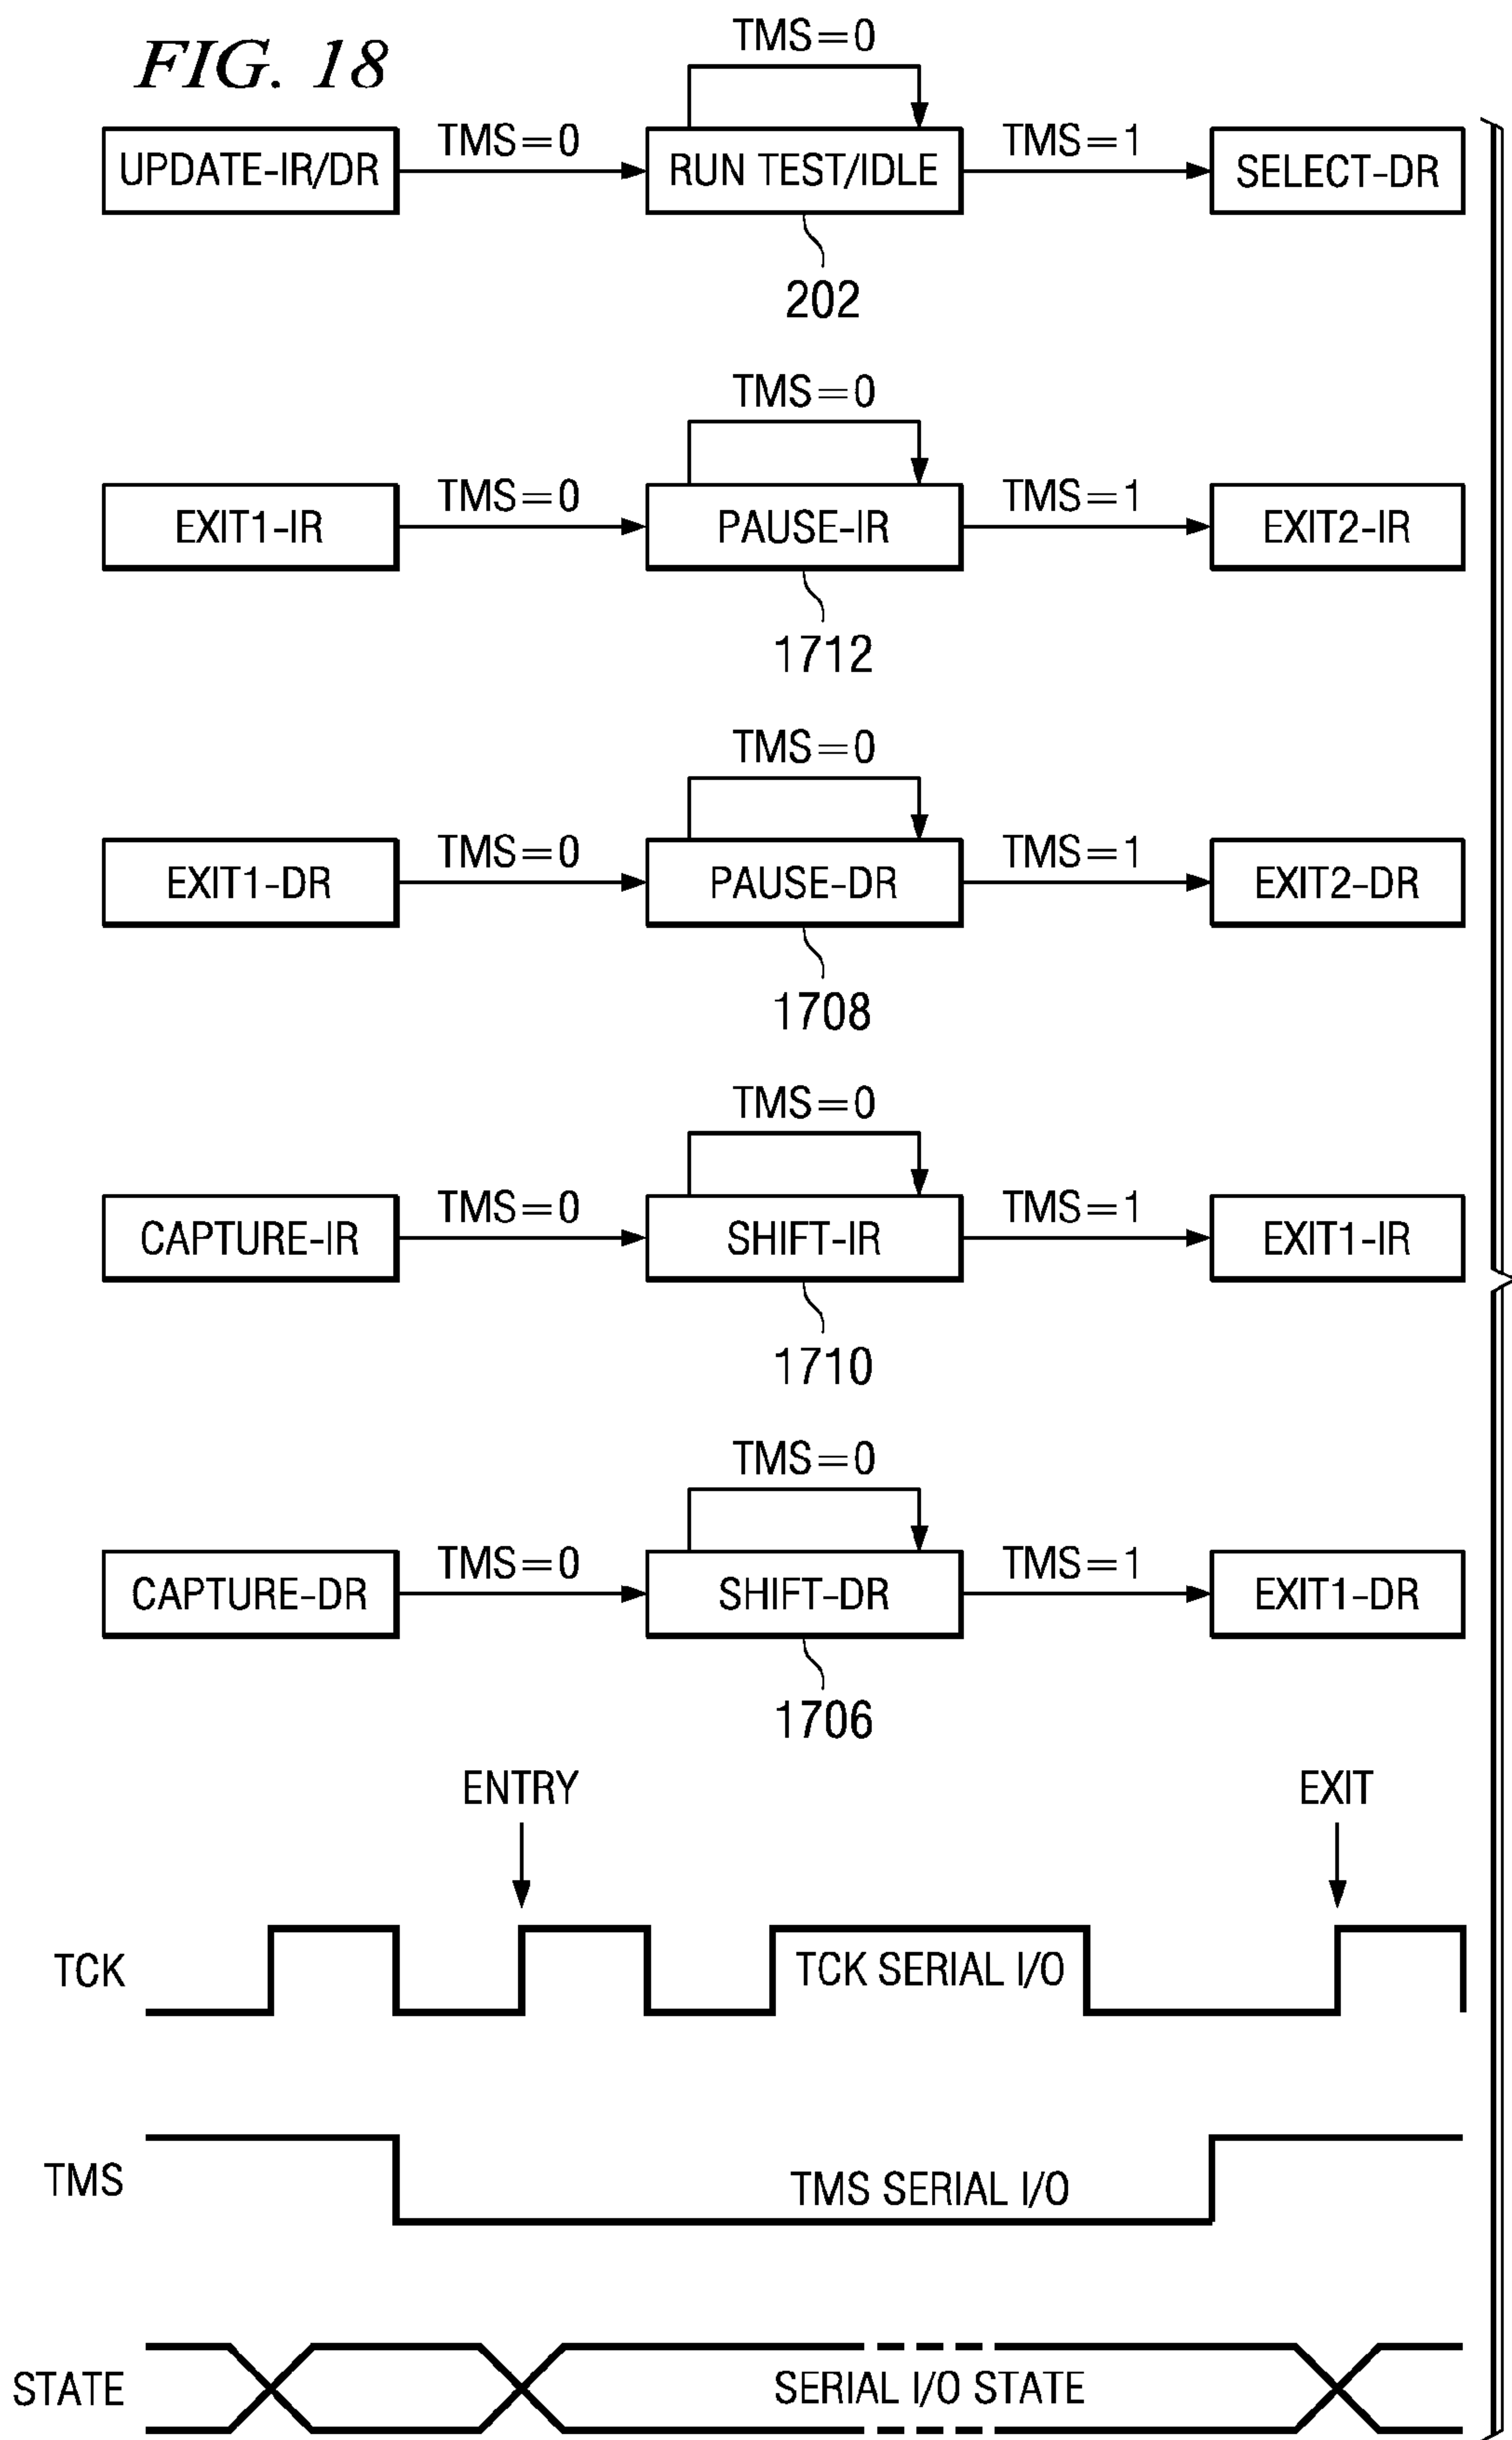 FIG. 18
TMS=0
UPDATE-IR/DR TMS=0 RUN TEST/IDLE TMS=1 SELECT-DR
202
TMS=0
EXIT1-IR TMS=0 PAUSE-IR TMS=1 EXIT2-IR
1712
TMS=0
EXIT1-DR TMS=0 PAUSE-DR TMS=1 EXIT2-DR
1708
TMS=0
CAPTURE-IR TMS=0 SHIFT-IR TMS=1 EXIT1-IR
1710
TMS=0
CAPTURE-DR TMS=0 SHIFT-DR TMS=1 EXIT1-DR
1706
ENTRY EXIT
TCK TCK SERIAL I/O
TMS TMS SERIAL I/O
STATE SERIAL I/O STATE